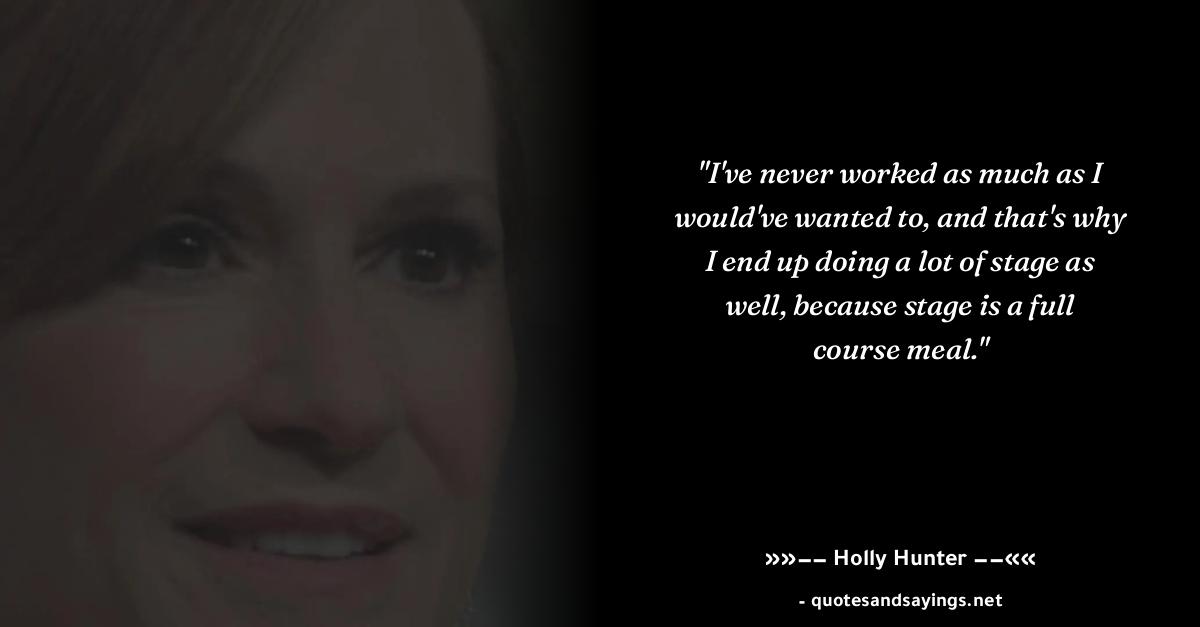 "I've never worked as much as I
would've wanted to, and that's why
I end up doing a lot of stage as
well, because stage is a full
course meal."
»»−− Holly Hunter −−««
- quotesandsayings.net